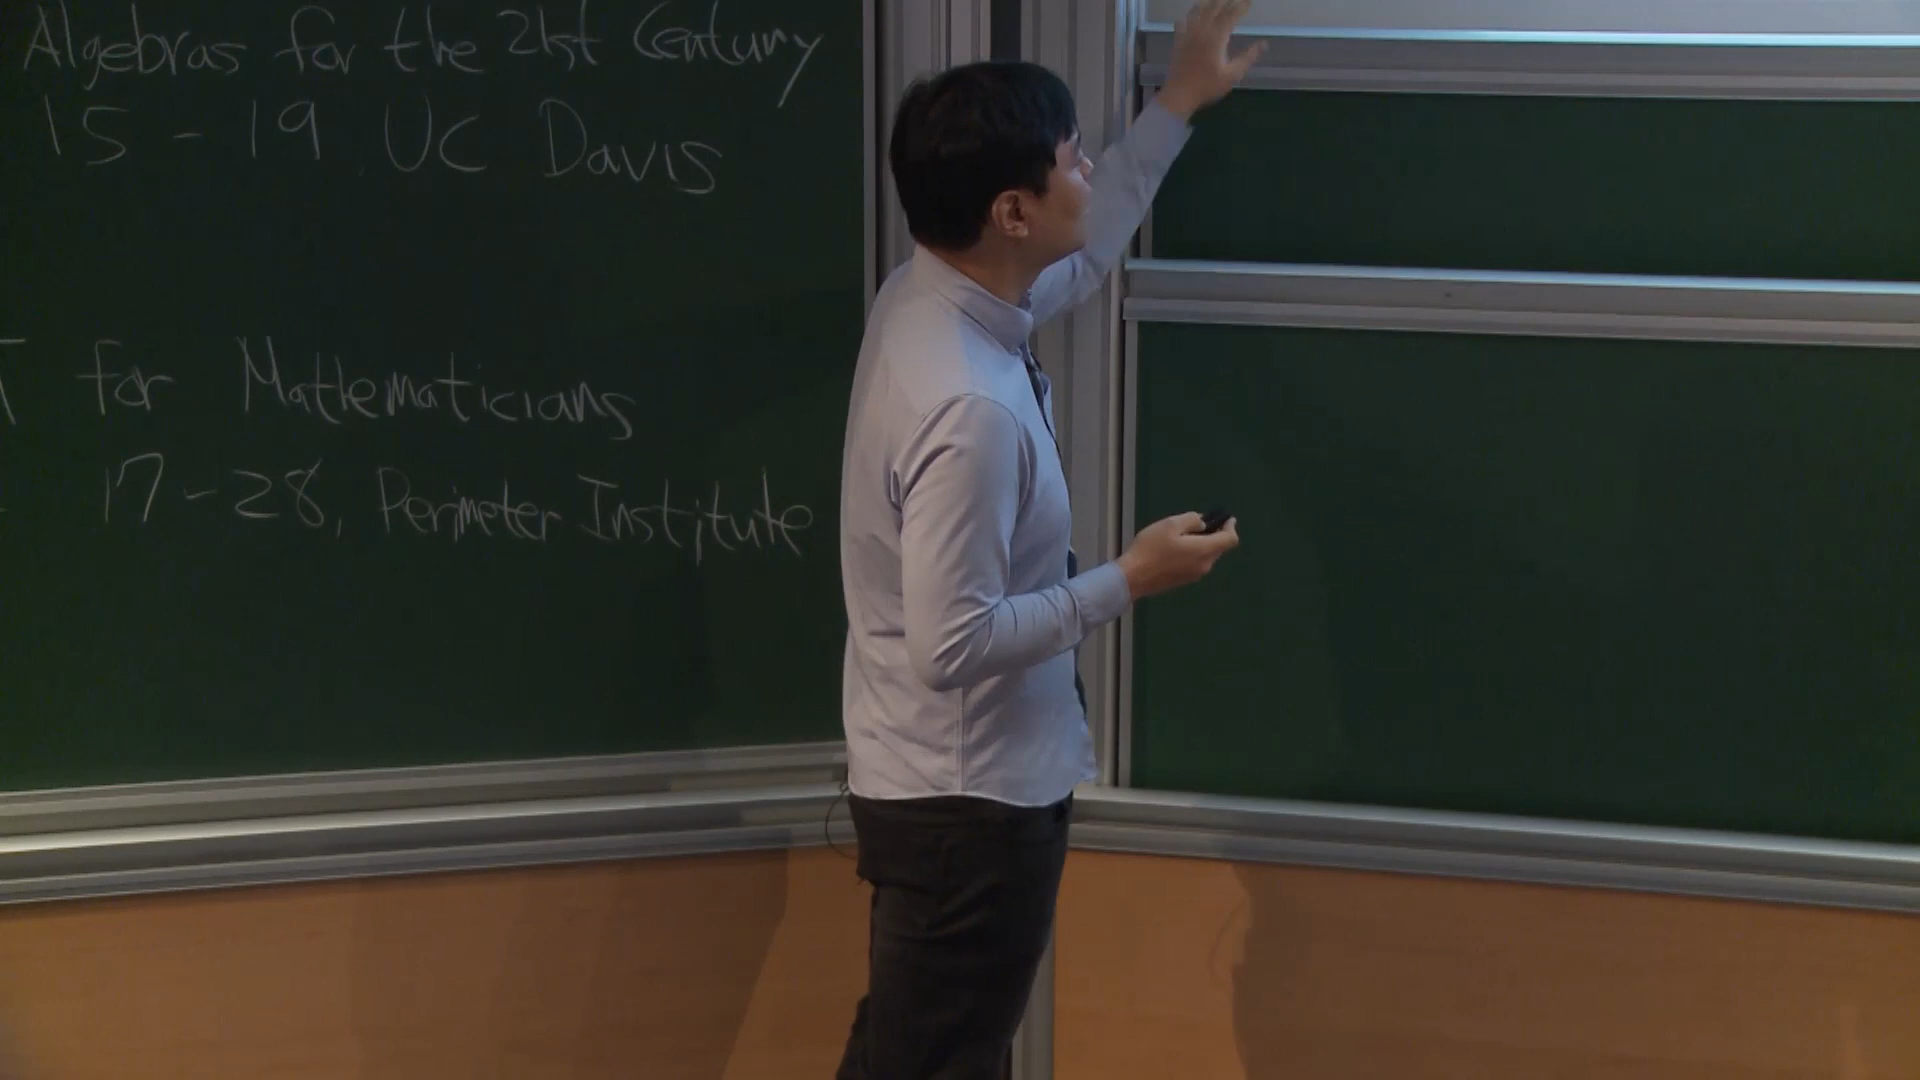 Algebras for the 21st Century
15 - 19, UC Davis
T for Mathematicians
17-28, Perimeter Institute